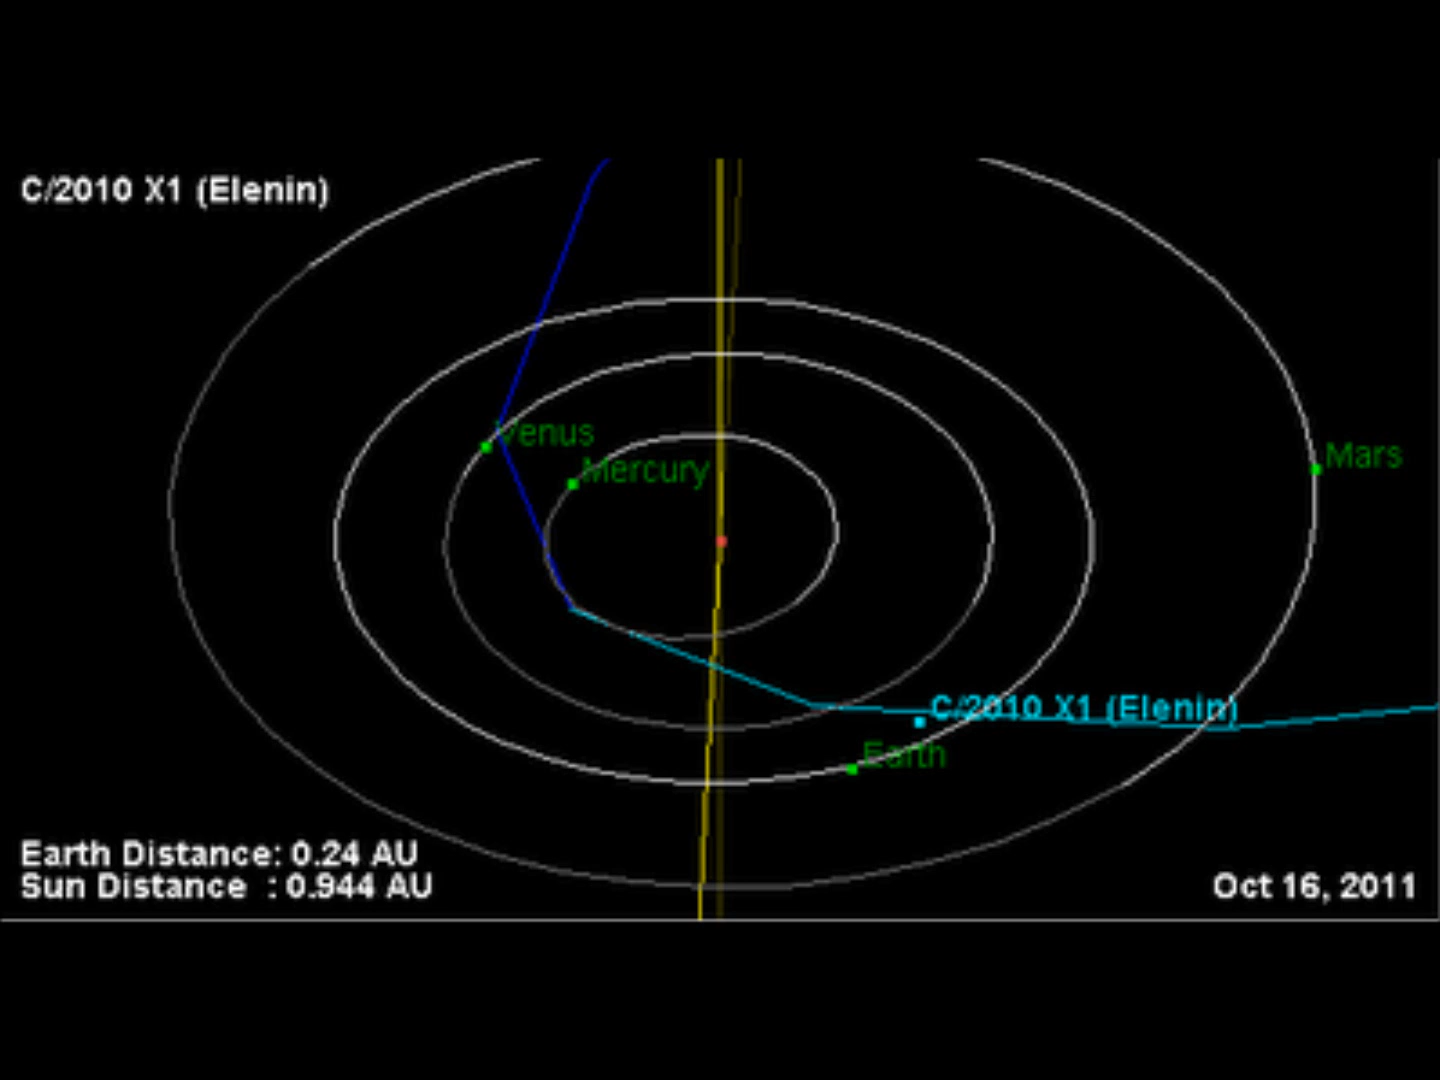 C/2010 X1 (Elenin)
Venus
Mercury
Mars
C/2010 X1 (Elenin)
Earth
Earth Distance: 0.24 AU
Sun Distance  : 0.944 AU
Oct 16, 2011